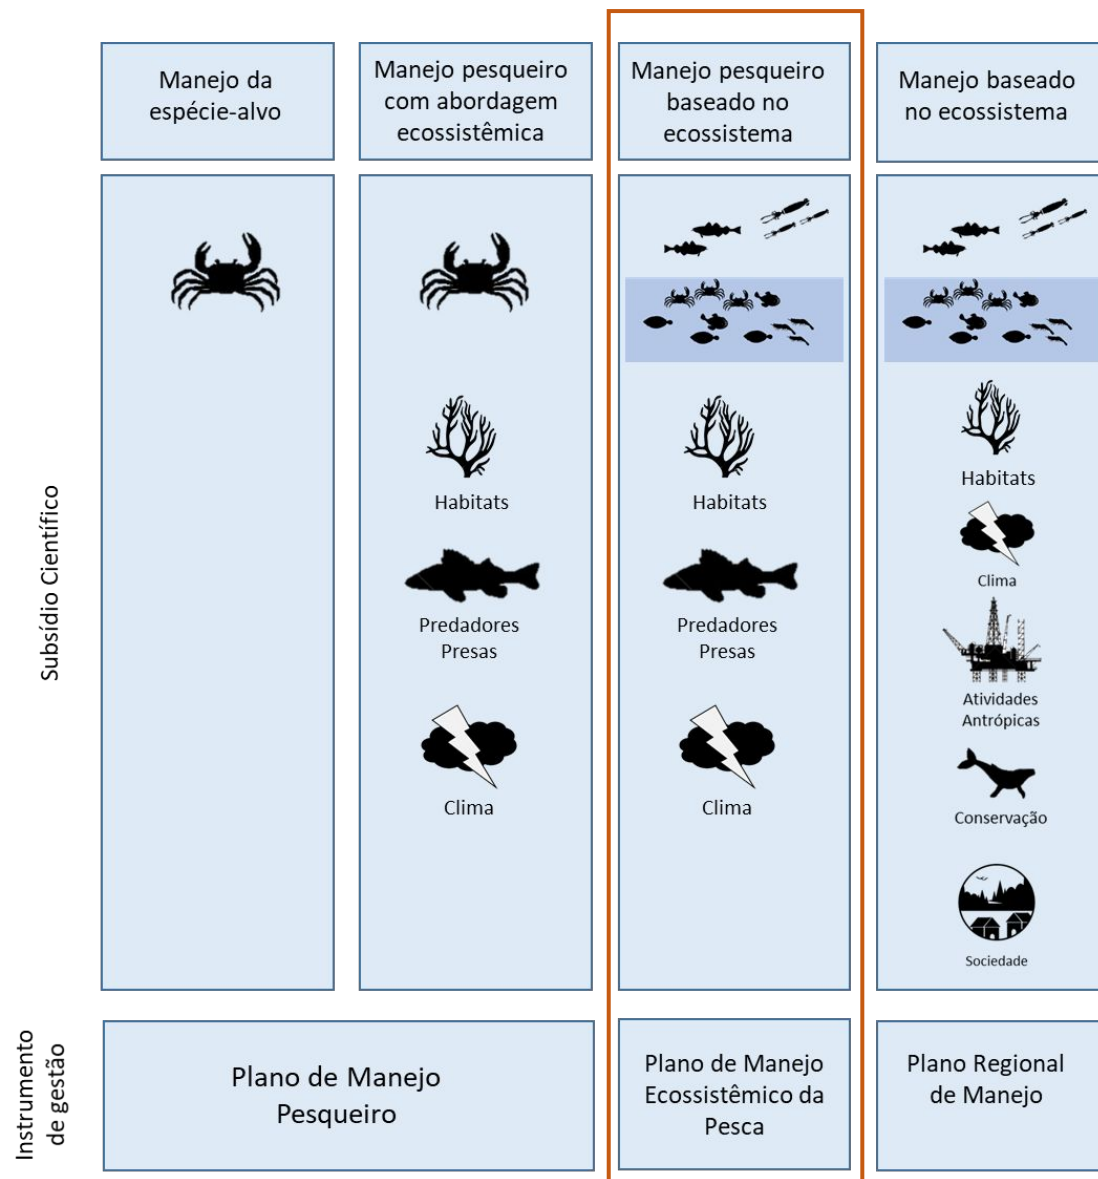 Manejo da
espécie-alvo
Manejo pesqueiro
com abordagem
ecossistêmica
Manejo pesqueiro
baseado no
ecossistema
Manejo baseado
no ecossistema
Subsídio Científico
Habitats
Predadores
Presas
Clima
Habitats
Predadores
Presas
Clima
Habitats
Clima
Atividades
Antrópicas
Conservação
Sociedade
Instrumento
de gestão
Plano de Manejo
Pesqueiro
Plano de Manejo
Ecossistêmico da
Pesca
Plano Regional
de Manejo